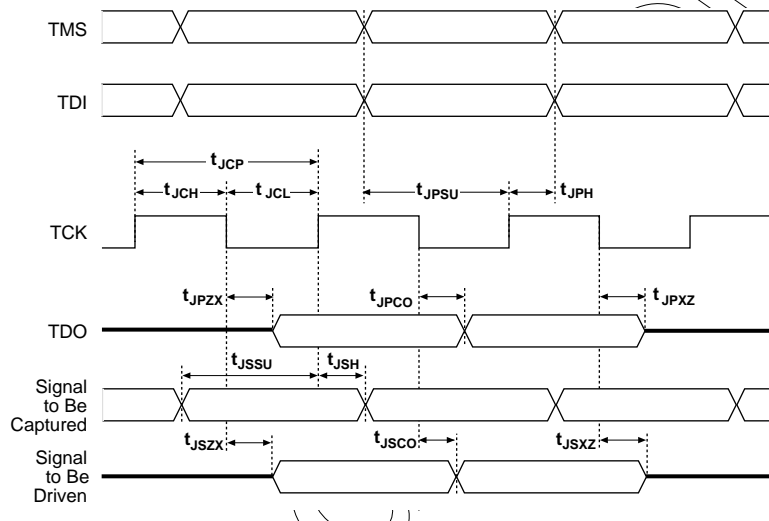 TMS
TDI
tJCP
tJCH tJCL tJPSU tJPH
TCK
tJPZX tJPCO tJPXZ
TDO
tJSSU tJSH
Signal
to Be
Captured
tJSZX tJSCO tJSXZ
Signal
to Be
Driven